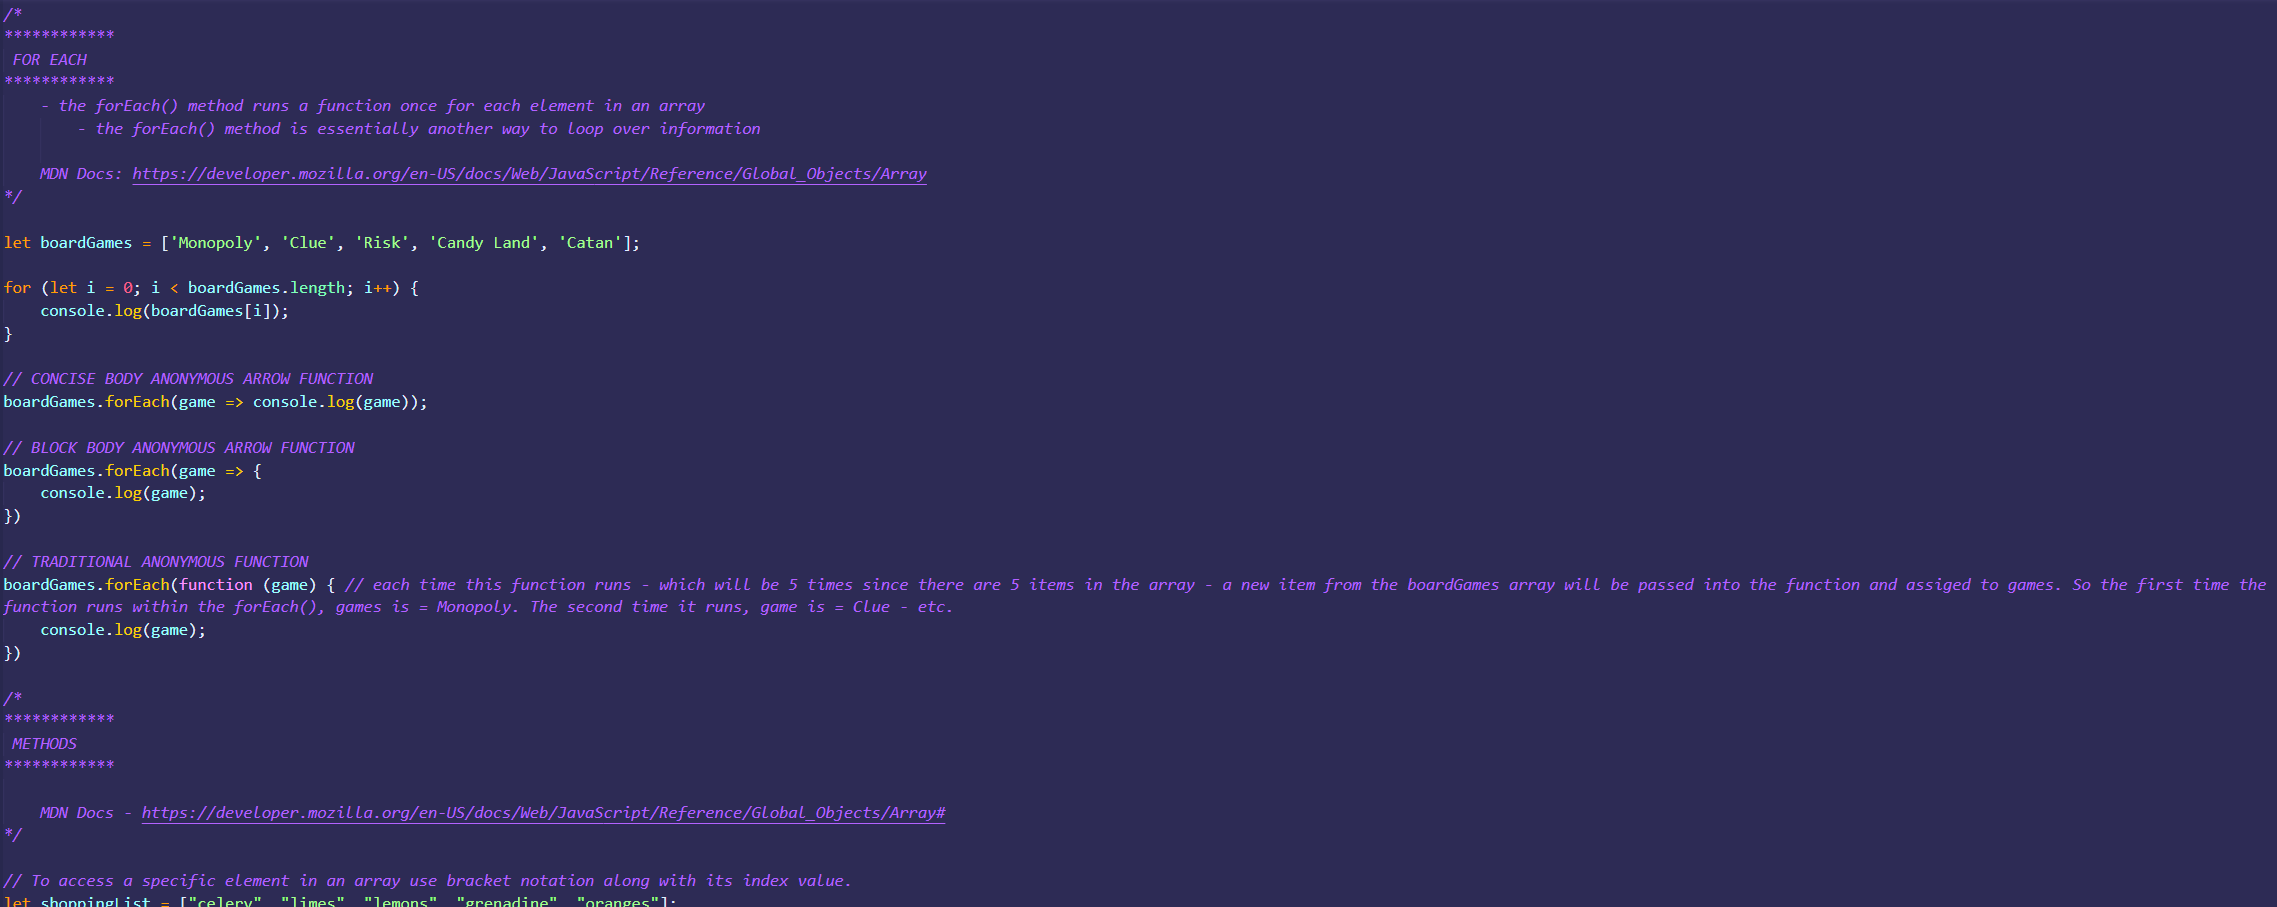 /*
************
FOR EACH
************
- the forEach() method runs a function once for each element in an array
- the forEach() method is essentially another way to loop over information
MDN Docs: https://developer.mozilla.org/en-US/docs/Web/JavaScript/Reference/Global_Objects/Array
*/
let boardGames = ['Monopoly', 'Clue', 'Risk', 'Candy Land', 'Catan'];
for (let i = 0; i < boardGames.length; i++) {
console.log(boardGames[i]);
}
// CONCISE BODY ANONYMOUS ARROW FUNCTION
boardGames.forEach(game => console.log(game));
// BLOCK BODY ANONYMOUS ARROW FUNCTION
boardGames.forEach(game => {
console.log(game);
})
// TRADITIONAL ANONYMOUS FUNCTION
boardGames.forEach(function (game) { // each time this function runs - which will be 5 times since there are 5 items in the array - a new item from the boardGames array will be passed into the function and assiged to games. So the first time the
function runs within the forEach(), games is = Monopoly. The second time it runs, game is = Clue - etc.
console.log(game);
})
/*
************
METHODS
************
MDN Docs - https://developer.mozilla.org/en-US/docs/Web/JavaScript/Reference/Global_Objects/Array#
*/
// To access a specific element in an array use bracket notation along with its index value.
let shoppingList = ["celery", "limes", "lemons", "grenadine", "oranges"];